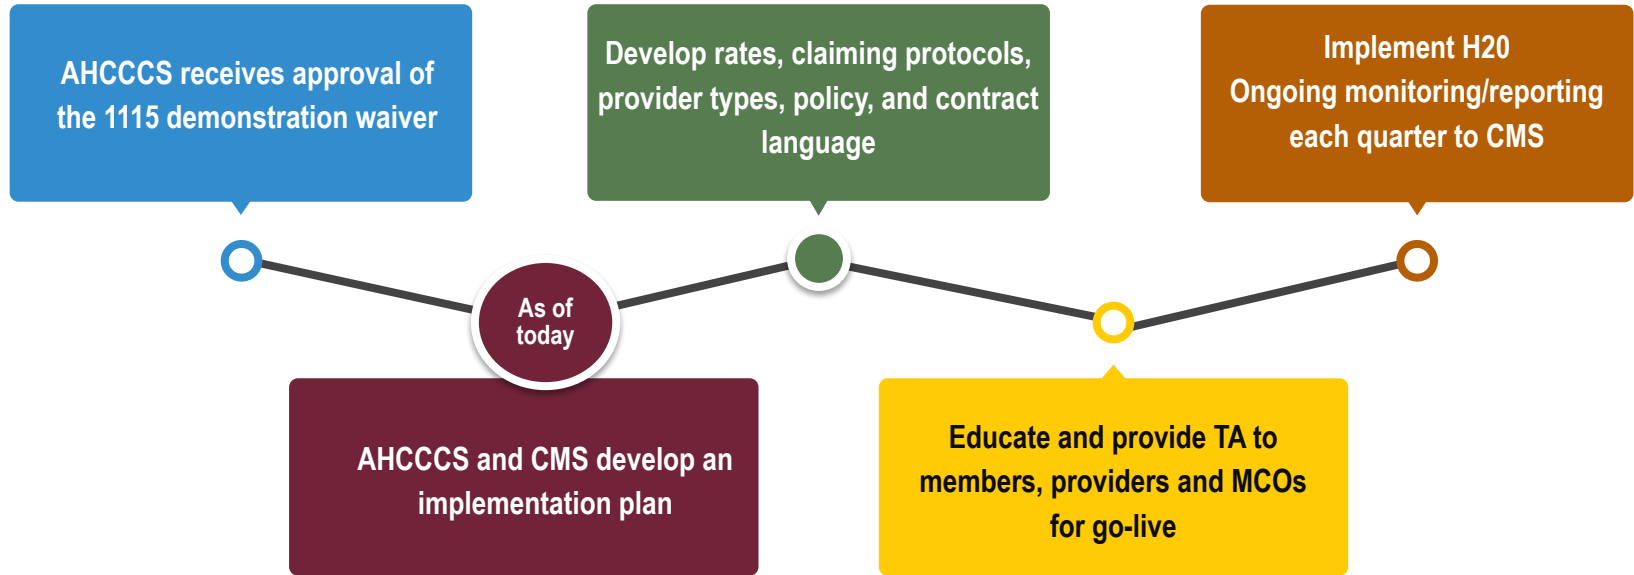 AHCCCS receives approval of
the 1115 demonstration waiver
As of
today
AHCCCS and CMS develop an
implementation plan
Develop rates, claiming protocols,
provider types, policy, and contract
language
Educate and provide TA to
members, providers and MCOs
for go-live
Implement H20
Ongoing monitoring/reporting
each quarter to CMS